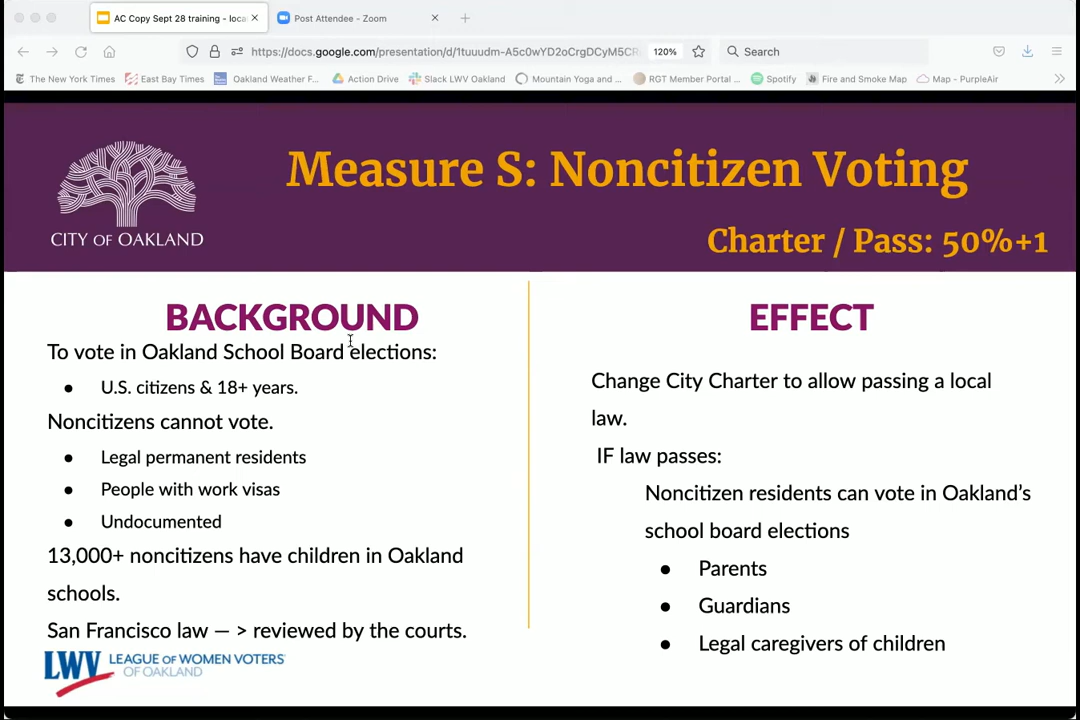 AC Copy Sept 28 training - loca
Post Attendee - Zoom
https://docs.google.com/presentation/d/1tuuudm-A5c0wYD2oCrgDCyM5CR
120%
Search
The New York Times
East Bay Times
Oakland Weather F...
Action Drive
Slack LWV Oakland
Mountain Yoga and ...
RGT Member Portal ...
Spotify
Fire and Smoke Map
Map - PurpleAir
Measure S: Noncitizen Voting
CITY OF OAKLAND
Charter / Pass: 50%+1
BACKGROUND
To vote in Oakland School Board elections:
● U.S. citizens & 18+ years.
Noncitizens cannot vote.
● Legal permanent residents
● People with work visas
● Undocumented
13,000+ noncitizens have children in Oakland
schools.
San Francisco law — > reviewed by the courts.
LWV LEAGUE OF WOMEN VOTERS®
OF OAKLAND
EFFECT
Change City Charter to allow passing a local
law.
IF law passes:
Noncitizen residents can vote in Oakland’s
school board elections
● Parents
● Guardians
● Legal caregivers of children